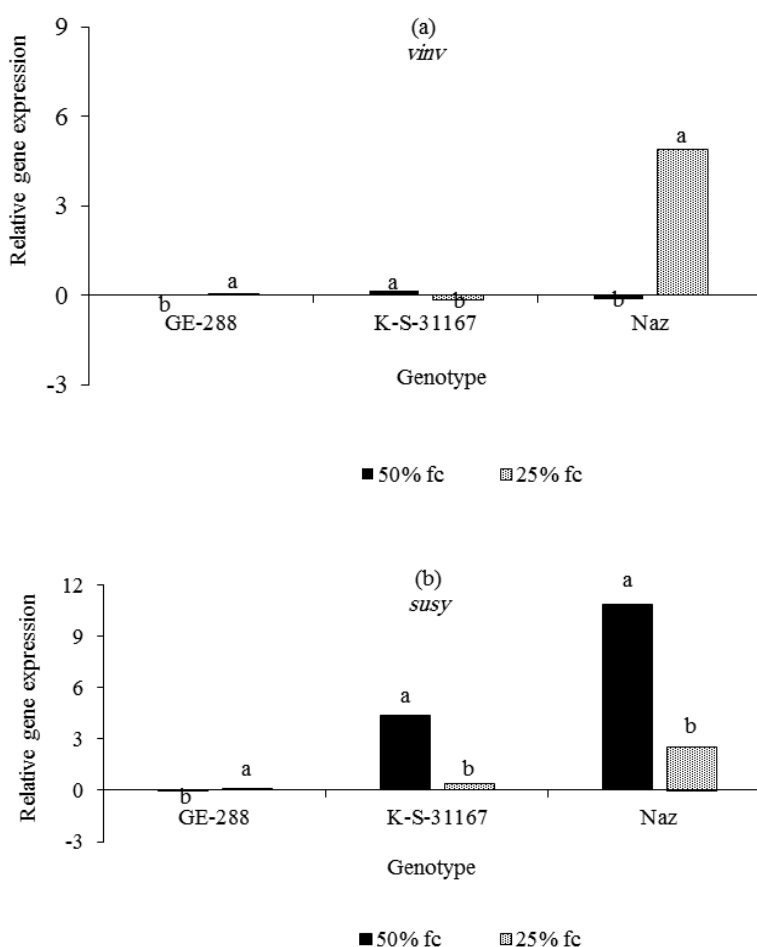 (a)
vinv
Relative gene expression
9
6
3
0
-3
b a a b b a
GE-288 K-S-31167 Naz
Genotype
50% fc 25% fc
(b)
susy
Relative gene expression
12
9
6
3
0
-3
b a a b a b
GE-288 K-S-31167 Naz
Genotype
50% fc 25% fc